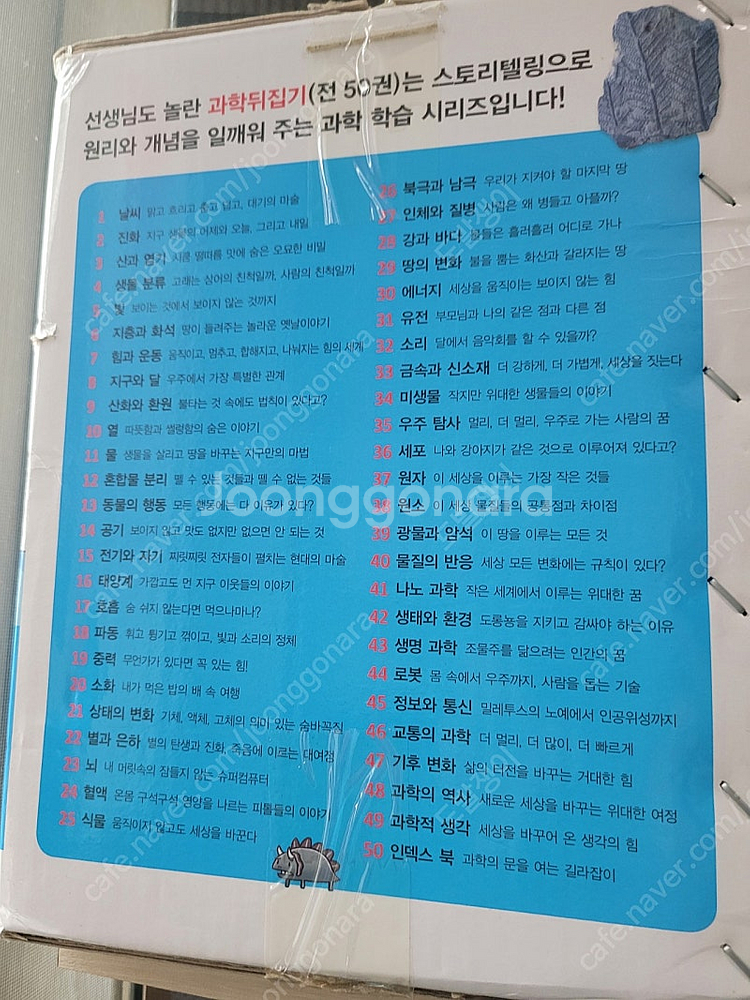 선생님도 놀란 과학뒤집기(전 50권)는 스토리텔링으로
원리와 개념을 일깨워 주는 과학 학습 시리즈입니다!
1 날씨 맑고 흐리고 춥고 덥고, 대기의 마술
2 진화 지구 생명의 어제와 오늘, 그리고 내일
3 산과 염기 시큼 떨떠름 맛에 숨은 오묘한 비밀
4 생물 분류 고래는 상어의 친척일까, 사람의 친척일까
5 빛 보이는 것에서 보이지 않는 것까지
6 지층과 화석 땅이 들려주는 놀라운 옛날이야기
7 힘과 운동 움직이고, 멈추고, 합해지고, 나눠지는 힘의 세계
8 지구와 달 우주에서 가장 특별한 관계
9 산화와 환원 불타는 것 속에도 법칙이 있다고?
10 열 따뜻함과 썰렁함의 숨은 이야기
11 물 생물을 살리고 땅을 바꾸는 지구만의 마법
12 혼합물 분리 뗄 수 있는 것들과 뗄 수 없는 것들
13 동물의 행동 모든 행동에는 다 이유가 있다?
14 공기 보이지 않고 맛도 없지만 없으면 안 되는 것
15 전기와 자기 찌릿찌릿 전자들이 펼치는 현대의 마술
16 태양계 가깝고도 먼 지구 이웃들의 이야기
17 호흡 숨 쉬지 않는다면 먹으나마나?
18 파동 휘고 튕기고 꺾이고, 빛과 소리의 정체
19 중력 무언가가 있다면 꼭 있는 힘!
20 소화 내가 먹은 밥의 배 속 여행
21 상태의 변화 기체, 액체, 고체의 의미 있는 숨바꼭질
22 별과 은하 별의 탄생과 진화, 죽음에 이르는 대여정
23 뇌 내 머릿속의 잠들지 않는 슈퍼컴퓨터
24 혈액 온몸 구석구석 영양을 나르는 피톨들의 이야기
25 식물 움직이지 않고도 세상을 바꾼다
26 북극과 남극 우리가 지켜야 할 마지막 땅
27 인체와 질병 사람은 왜 병들고 아플까?
28 강과 바다 물들은 흘러흘러 어디로 가나
29 땅의 변화 불을 뿜는 화산과 갈라지는 땅
30 에너지 세상을 움직이는 보이지 않는 힘
31 유전 부모님과 나의 같은 점과 다른 점
32 소리 달에서 음악회를 할 수 있을까?
33 금속과 신소재 더 강하게, 더 가볍게, 세상을 짓는다
34 미생물 작지만 위대한 생물들의 이야기
35 우주 탐사 멀리, 더 멀리, 우주로 가는 사람의 꿈
36 세포 나와 강아지가 같은 것으로 이루어져 있다고?
37 원자 이 세상을 이루는 가장 작은 것들
38 원소 이 세상 물질들의 공통점과 차이점
39 광물과 암석 이 땅을 이루는 모든 것
40 물질의 반응 세상 모든 변화에는 규칙이 있다?
41 나노 과학 작은 세계에서 이루는 위대한 꿈
42 생태와 환경 도롱뇽을 지키고 감싸야 하는 이유
43 생명 과학 조물주를 닮으려는 인간의 꿈
44 로봇 몸 속에서 우주까지, 사람을 돕는 기술
45 정보와 통신 밀레투스의 노예에서 인공위성까지
46 교통의 과학 더 멀리, 더 많이, 더 빠르게
47 기후 변화 삶의 터전을 바꾸는 거대한 힘
48 과학의 역사 새로운 세상을 바꾸는 위대한 여정
49 과학적 생각 세상을 바꾸어 온 생각의 힘
50 인덱스 북 과학의 문을 여는 길라잡이
joonggonara
cafe.naver.com/joonggonara